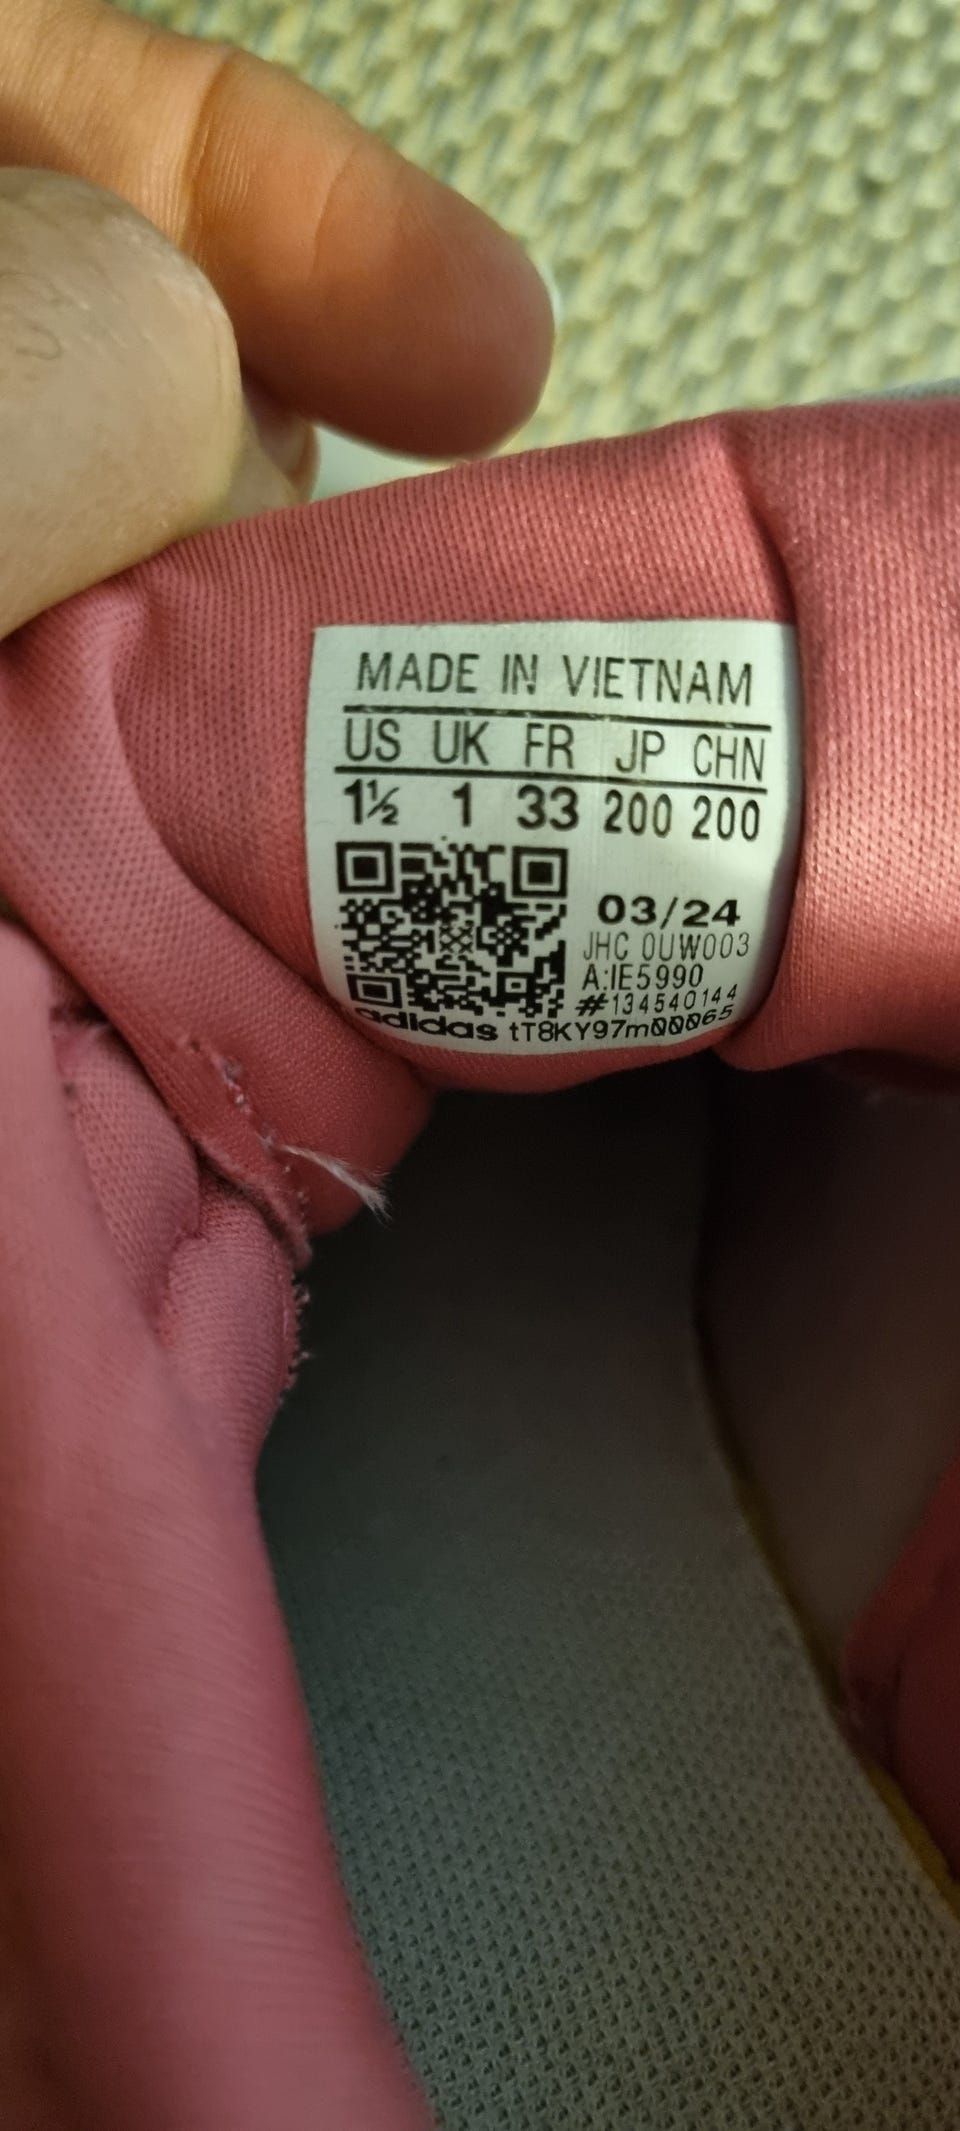 MADE IN VIETNAM
US UK FR JP CHN
1½ 1 33 200 200
03/24
JHC 0UW003
A:IE5990
#134540144
adidas tT8KY97m00065